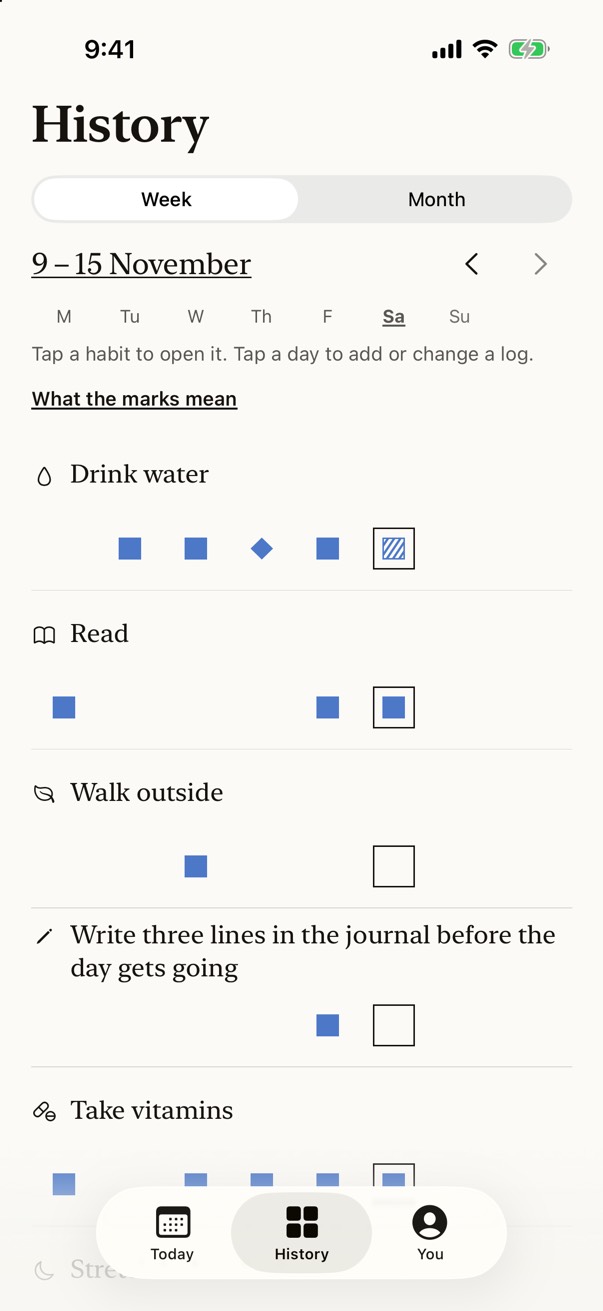 9:41
History
Week
Month
9 – 15 November
M Tu W Th F Sa Su
Tap a habit to open it. Tap a day to add or change a log.
What the marks mean
Drink water
Read
Walk outside
Write three lines in the journal before the
day gets going
Take vitamins
Today
History
You